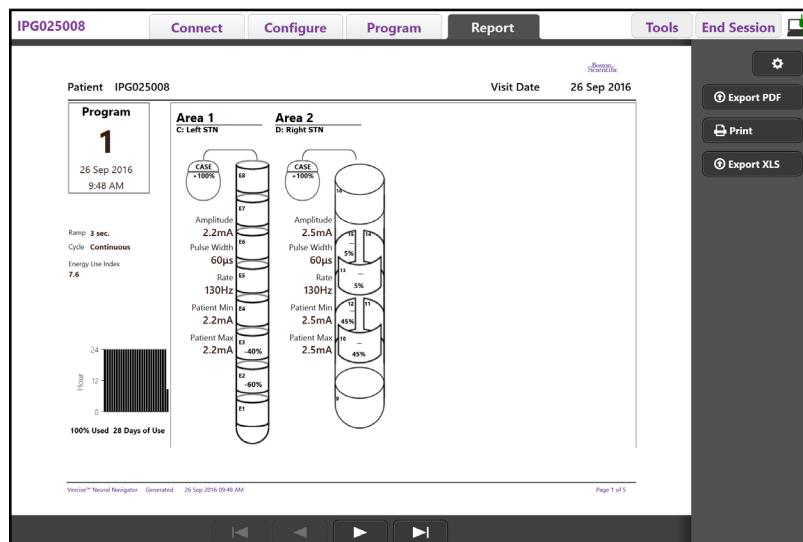 IPG025008 Connect Configure Program Report Tools End Session
Boston
Scientific
Patient IPG025008 Visit Date 26 Sep 2016
Export PDF
Print
Export XLS
Program
1
26 Sep 2016
9:48 AM
Ramp 3 sec.
Cycle Continuous
Energy Use Index
7.6
24
12
0
Hour
100% Used 28 Days of Use
Area 1
C: Left STN
CASE
+100%
Amplitude
2.2mA
Pulse Width
60μs
Rate
130Hz
Patient Min
2.2mA
Patient Max
2.2mA
E8
E7
E6
E5
E4
E3
-40%
E2
-60%
E1
Area 2
D: Right STN
CASE
+100%
Amplitude
2.5mA
Pulse Width
60μs
Rate
130Hz
Patient Min
2.5mA
Patient Max
2.5mA
16
15 14
–
5%
13
–
5%
12 11
–
45%
10
–
45%
9
Vercise™ Neural Navigator Generated 26 Sep 2016 09:48 AM Page 1 of 5